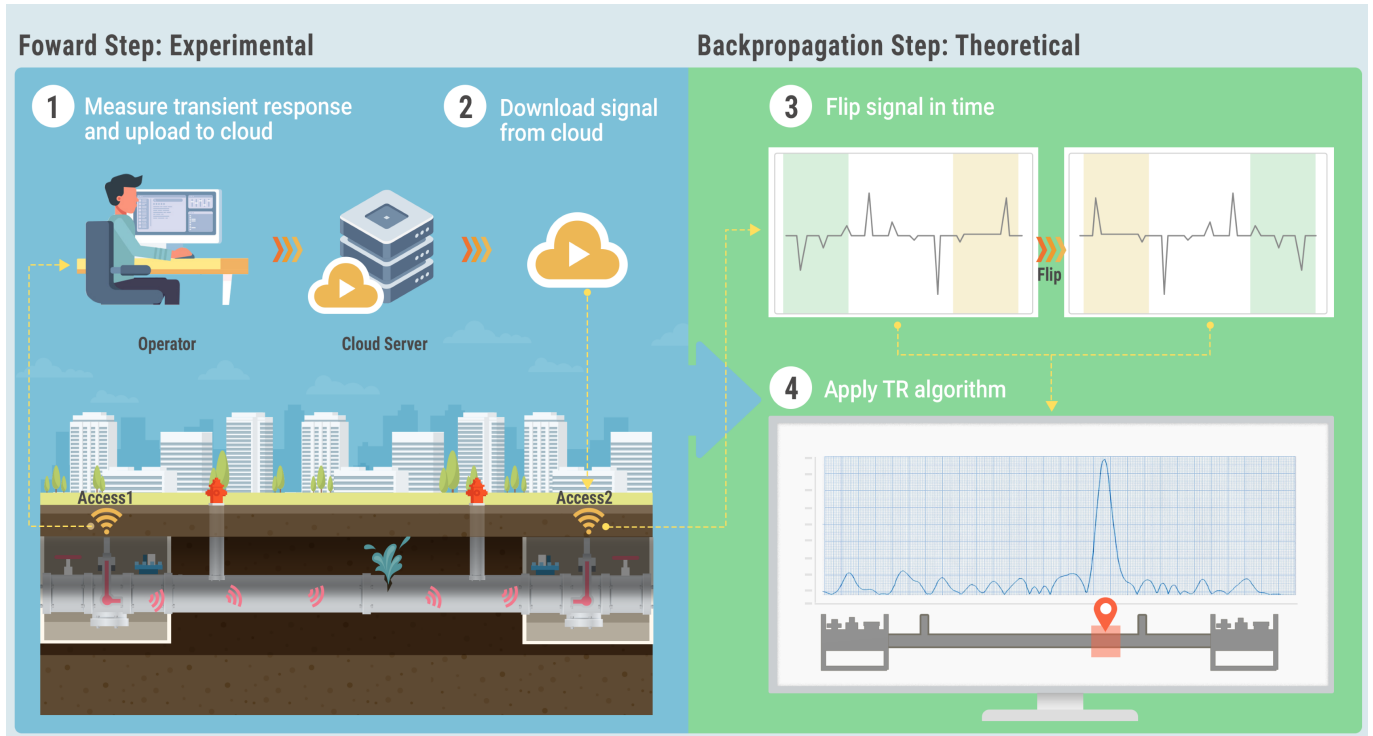 Foward Step: Experimental
Backpropagation Step: Theoretical
1
Measure transient response
and upload to cloud
2
Download signal
from cloud
3
Flip signal in time
Flip
Operator
Cloud Server
4
Apply TR algorithm
Access1
Access2